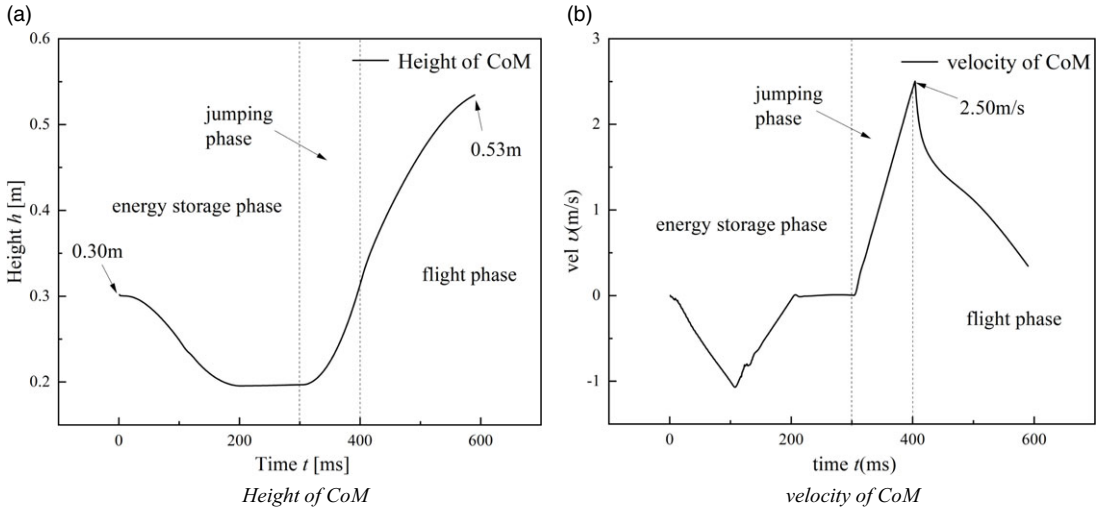 (a)
0.6
0.5
0.4
0.3
0.2
Height h [m]
Height of CoM
jumping
phase
0.53m
energy storage phase
0.30m
flight phase
0
200
400
600
Time t [ms]
Height of CoM
(b)
3
2
1
0
-1
vel υ(m/s)
velocity of CoM
jumping
phase
2.50m/s
energy storage phase
flight phase
0
200
400
600
time t(ms)
velocity of CoM